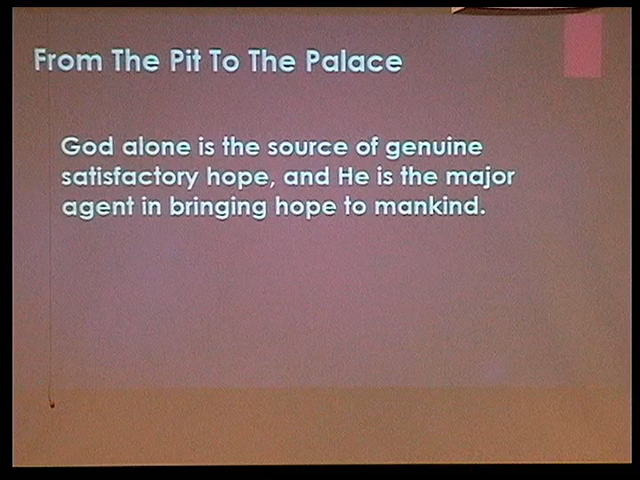 From The Pit To The Palace
God alone is the source of genuine
satisfactory hope, and He is the major
agent in bringing hope to mankind.